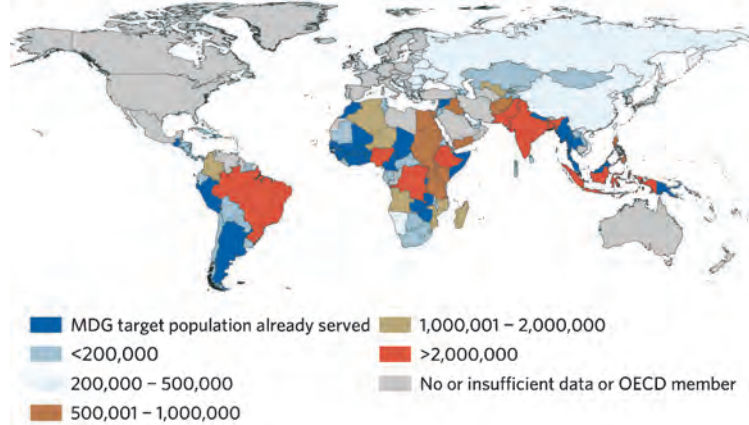 MDG target population already served
<200,000
200,000 – 500,000
500,001 – 1,000,000
1,000,001 – 2,000,000
>2,000,000
No or insufficient data or OECD member